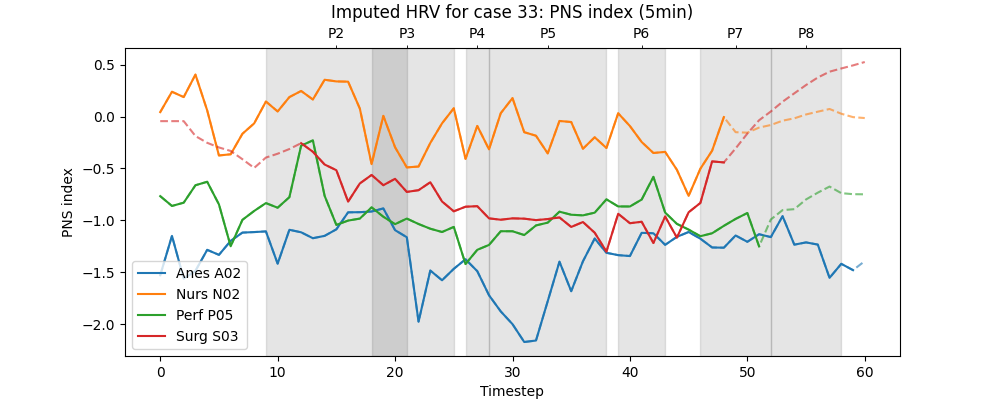 Imputed HRV for case 33: PNS index (5min)
P2 P3 P4 P5 P6 P7 P8
PNS index
0.5
0.0
−0.5
−1.0
−1.5
−2.0
Anes A02
Nurs N02
Perf P05
Surg S03
0 10 20 30 40 50 60
Timestep